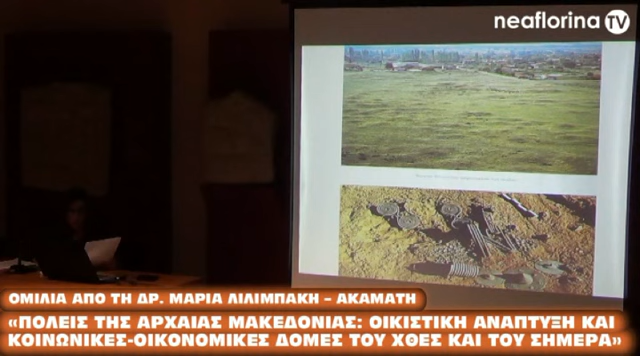 neaflorina TV
ΟΜΙΛΙΑ ΑΠΟ ΤΗ ΔΡ. ΜΑΡΙΑ ΛΙΛΙΜΠΑΚΗ – ΑΚΑΜΑΤΗ
«ΠΟΛΕΙΣ ΤΗΣ ΑΡΧΑΙΑΣ ΜΑΚΕΔΟΝΙΑΣ: ΟΙΚΙΣΤΙΚΗ ΑΝΑΠΤΥΞΗ ΚΑΙ
ΚΟΙΝΩΝΙΚΕΣ-ΟΙΚΟΝΟΜΙΚΕΣ ΔΟΜΕΣ ΤΟΥ ΧΘΕΣ ΚΑΙ ΤΟΥ ΣΗΜΕΡΑ»